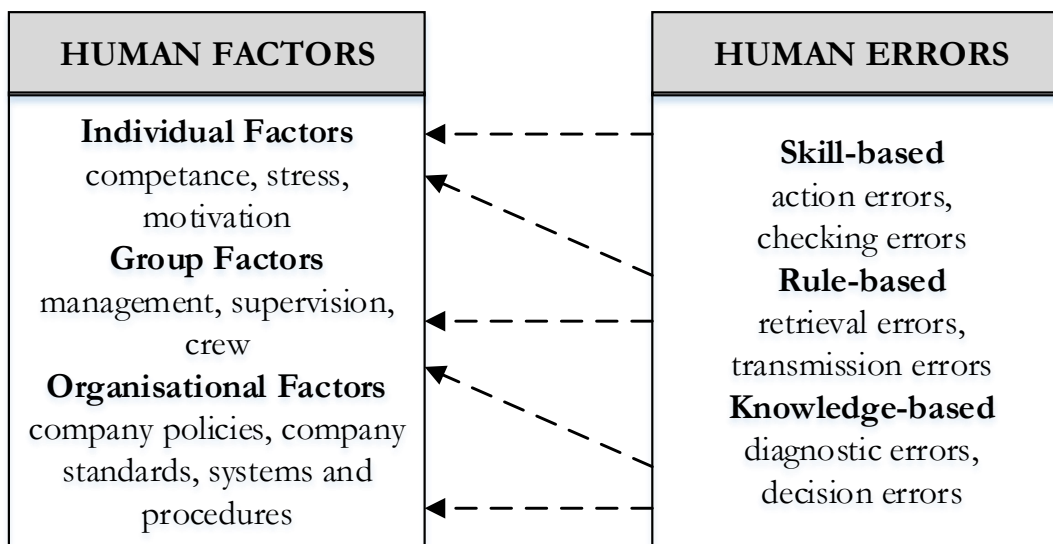 HUMAN FACTORS
Individual Factors
competance, stress,
motivation
Group Factors
management, supervision,
crew
Organisational Factors
company policies, company
standards, systems and
procedures
HUMAN ERRORS
Skill-based
action errors,
checking errors
Rule-based
retrieval errors,
transmission errors
Knowledge-based
diagnostic errors,
decision errors